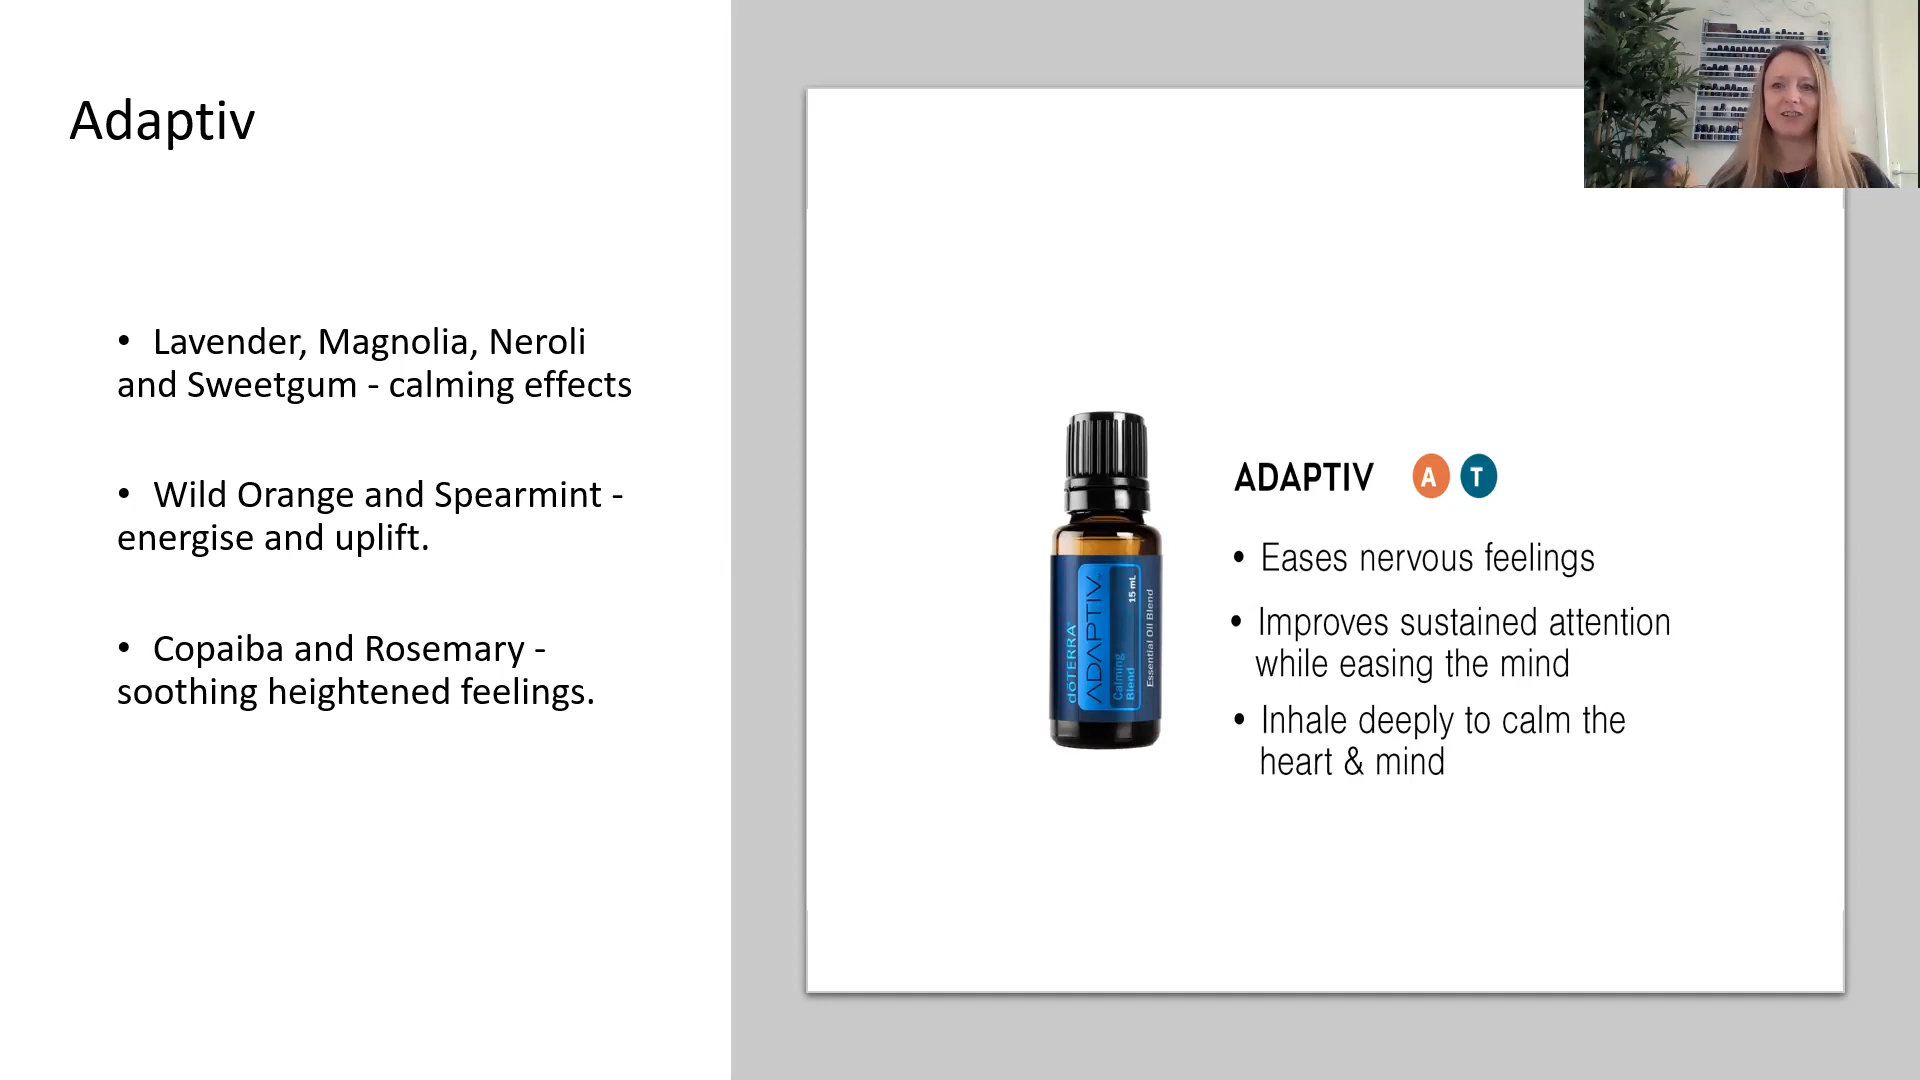 Adaptiv
• Lavender, Magnolia, Neroli
and Sweetgum - calming effects
• Wild Orange and Spearmint -
energise and uplift.
• Copaiba and Rosemary -
soothing heightened feelings.
dōTERRA®
ADAPTIV™
Calming
Blend
15 mL
Essential Oil Blend
ADAPTIV A T
• Eases nervous feelings
• Improves sustained attention
while easing the mind
• Inhale deeply to calm the
heart & mind